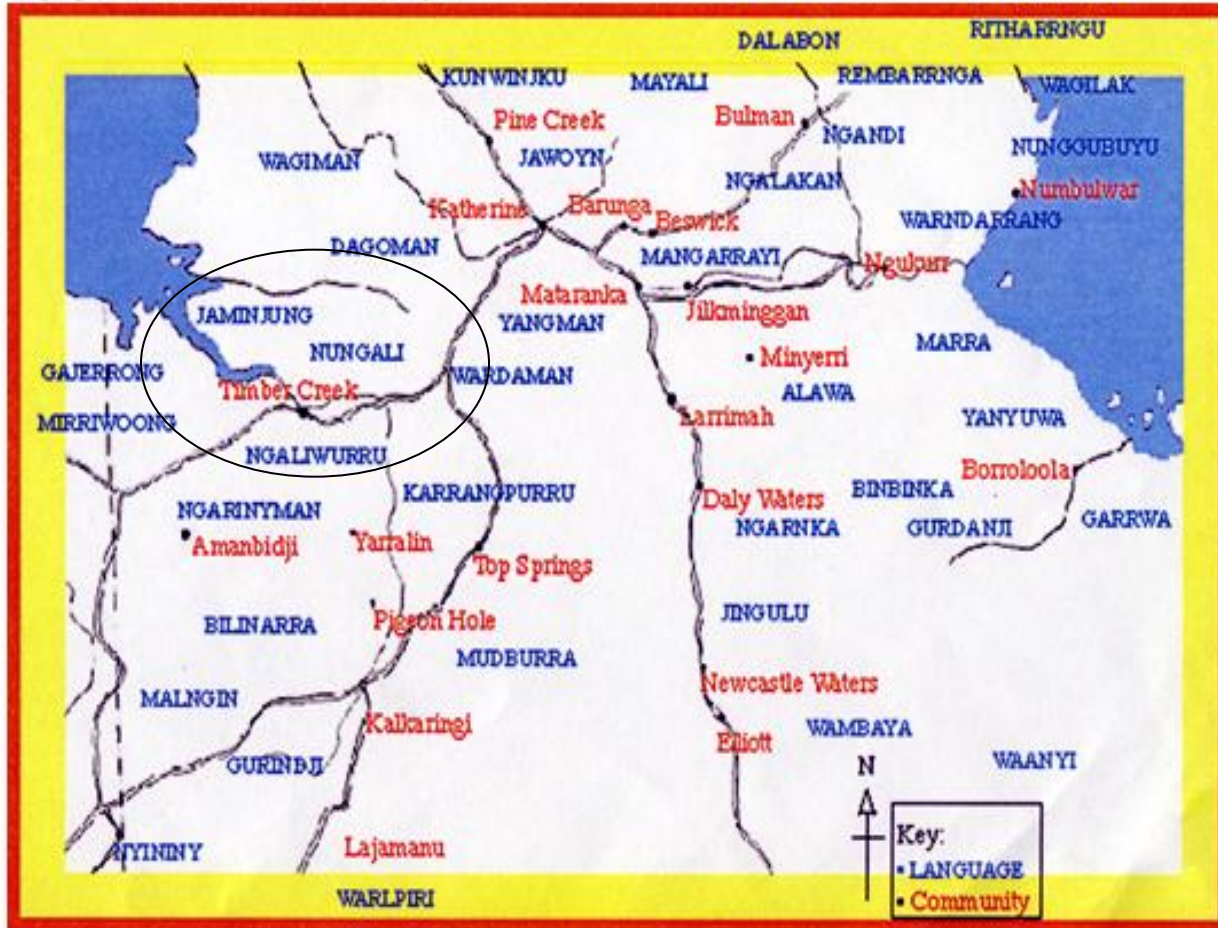 RITHARRNGU
DALABON
KUNWINJKU
MAYALI
REMBARRNGA
WAGILAK
Pine Creek
Bulman
NGANDI
NUNGGUBUYU
WAGIMAN
JAWOYN
NGALAKAN
Numbulwar
Katherine
Barunga
Beswick
WARNDARRANG
DAGOMAN
MANGARRAYI
Ngukurr
Mataranka
Jilkminggan
JAMINJUNG
YANGMAN
NUNGALI
Minyerri
MARRA
GAJERRONG
WARDAMAN
Timber Creek
ALAWA
Larrimah
MIRRIWOONG
YANYUWA
NGALIWURRU
Borroloola
KARRANGPURRU
Daly Waters
BINBINKA
NGARINYMAN
NGARNKA
GURDANJI
GARRWA
Amanbidji
Yarralin
Top Springs
BILINARRA
Pigeon Hole
JINGULU
MUDBURRA
MALNGIN
Newcastle Waters
Kalkaringi
Elliott
WAMBAYA
GURINDJI
WAANYI
N
NYININY
Lajamanu
Key:
• LANGUAGE
• Community
WARLPIRI